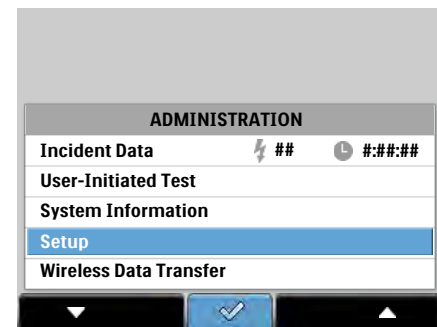 ADMINISTRATION
Incident Data ## #:##:##
User-Initiated Test
System Information
Setup
Wireless Data Transfer